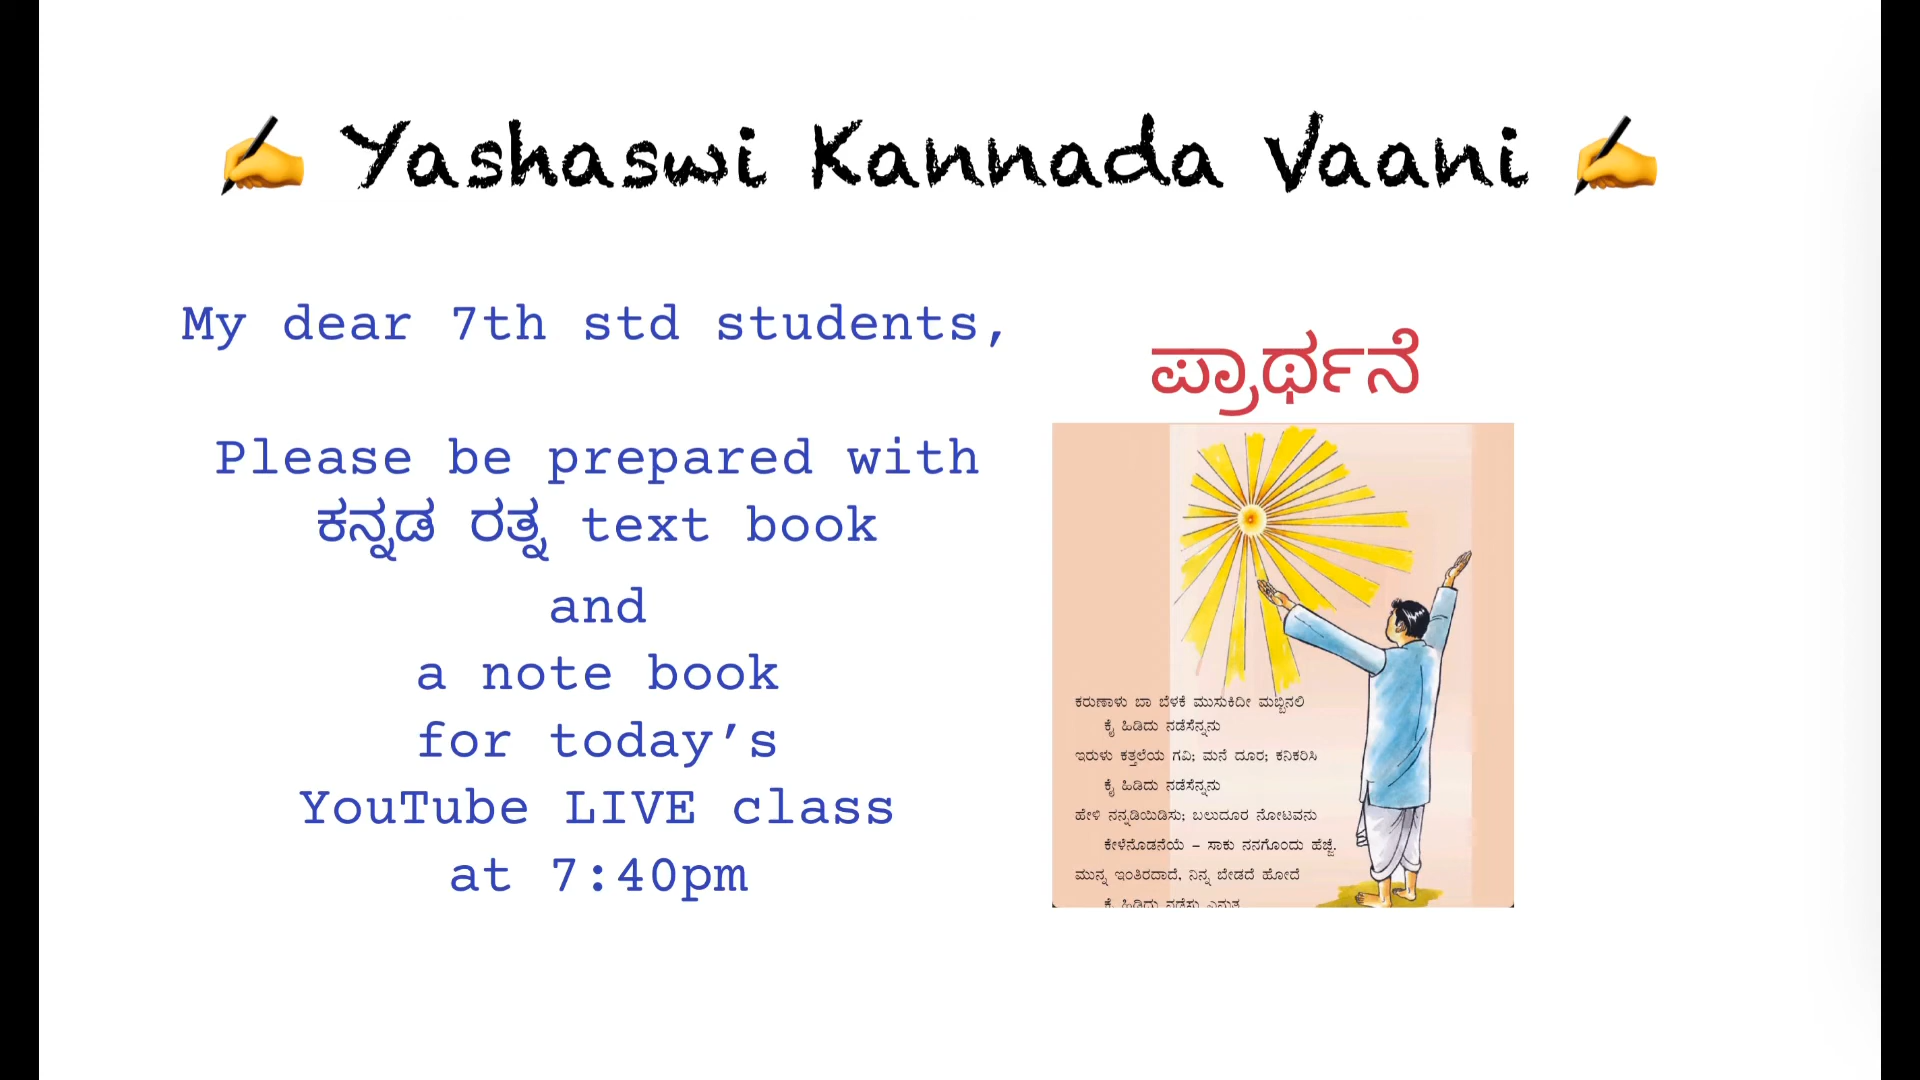 ✍️ Yashaswi Kannada Vaani ✍️
My dear 7th std students,
Please be prepared with
ಕನ್ನಡ ರತ್ನ text book
and
a note book
for today’s
YouTube LIVE class
at 7:40pm
ಪ್ರಾರ್ಥನೆ
ಕರುಣಾಳು ಬಾ ಬೆಳಕೆ ಮುಸುಕಿದೀ ಮಬ್ಬಿನಲಿ
ಕೈ ಹಿಡಿದು ನಡೆಸೆನ್ನನು
ಇರುಳು ಕತ್ತಲೆಯ ಗವಿ; ಮನೆ ದೂರ; ಕನಿಕರಿಸಿ
ಕೈ ಹಿಡಿದು ನಡೆಸೆನ್ನನು
ಹೇಳಿ ನನ್ನಡಿಯಿಡಿಸು; ಬಲುದೂರ ನೋಟವನು
ಕೇಳೆನೊಡನೆಯೆ – ಸಾಕು ನನಗೊಂದು ಹೆಜ್ಜೆ.
ಮುನ್ನ ಇಂತಿರದಾದೆ, ನಿನ್ನ ಬೇಡದೆ ಹೋದೆ
ಕೈ ಹಿಡಿದು ನಡೆಸು ಎನುತ